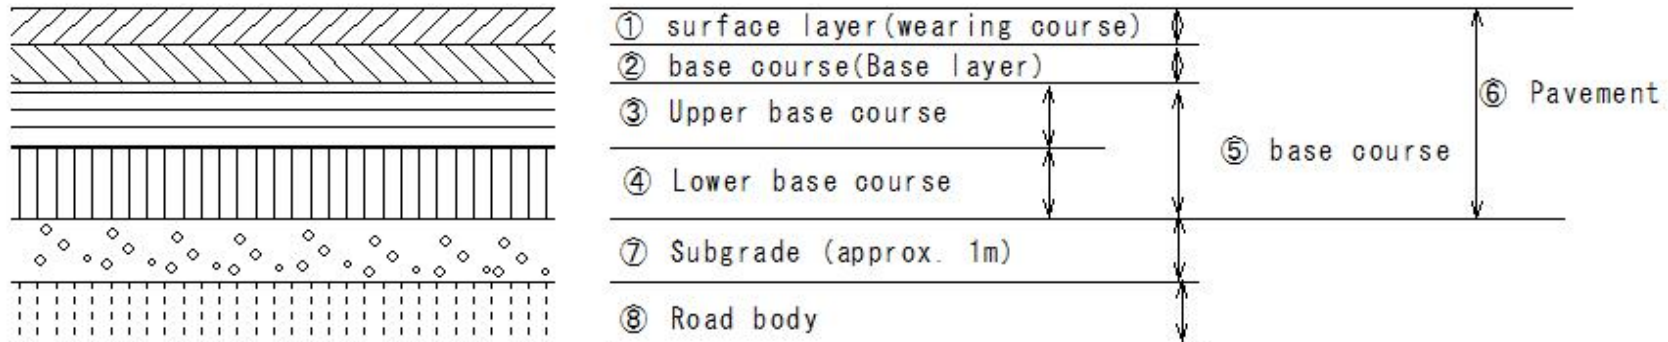 ① surface layer(wearing course)
② base course(Base layer)
③ Upper base course
⑥ Pavement
⑤ base course
④ Lower base course
⑦ Subgrade (approx. 1m)
⑧ Road body